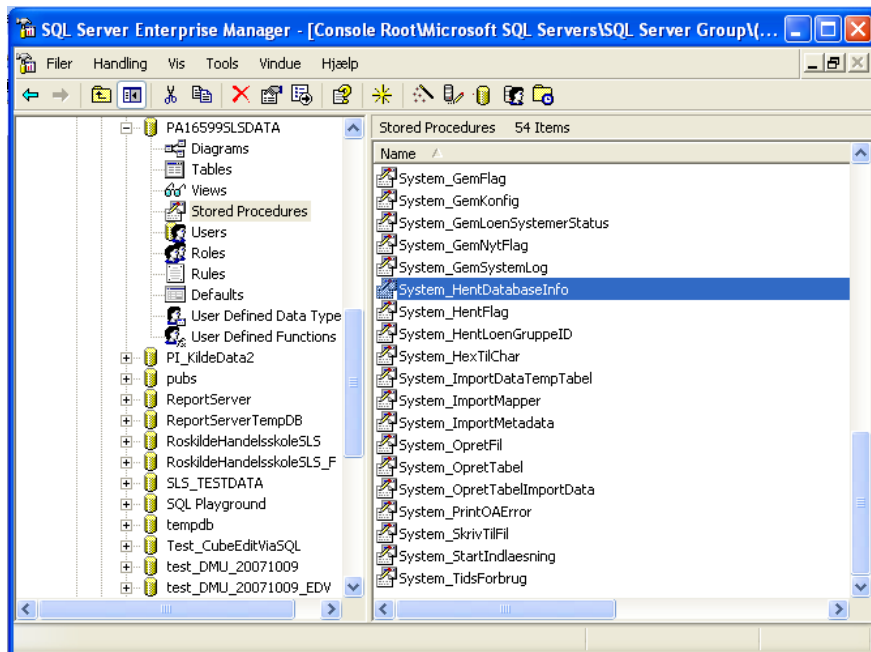 SQL Server Enterprise Manager - [Console Root\Microsoft SQL Servers\SQL Server Group\(...
Filer Handling Vis Tools Vindue Hjælp
PA16599SLSDATA
Diagrams
Tables
Views
Stored Procedures
Users
Roles
Rules
Defaults
User Defined Data Type
User Defined Functions
PI_KildeData2
pubs
ReportServer
ReportServerTempDB
RoskildeHandelsskoleSLS
RoskildeHandelsskoleSLS_F
SLS_TESTDATA
SQL Playground
tempdb
Test_CubeEditViaSQL
test_DMU_20071009
test_DMU_20071009_EDV
Stored Procedures 54 Items
Name
System_GemFlag
System_GemKonfig
System_GemLoenSystemerStatus
System_GemNytFlag
System_GemSystemLog
System_HentDatabaseInfo
System_HentFlag
System_HentLoenGruppeID
System_HexTilChar
System_ImportDataTempTabel
System_ImportMapper
System_ImportMetadata
System_OpretFil
System_OpretTabel
System_OpretTabelImportData
System_PrintOAError
System_SkrivTilFil
System_StartIndlaesning
System_TidsForbrug